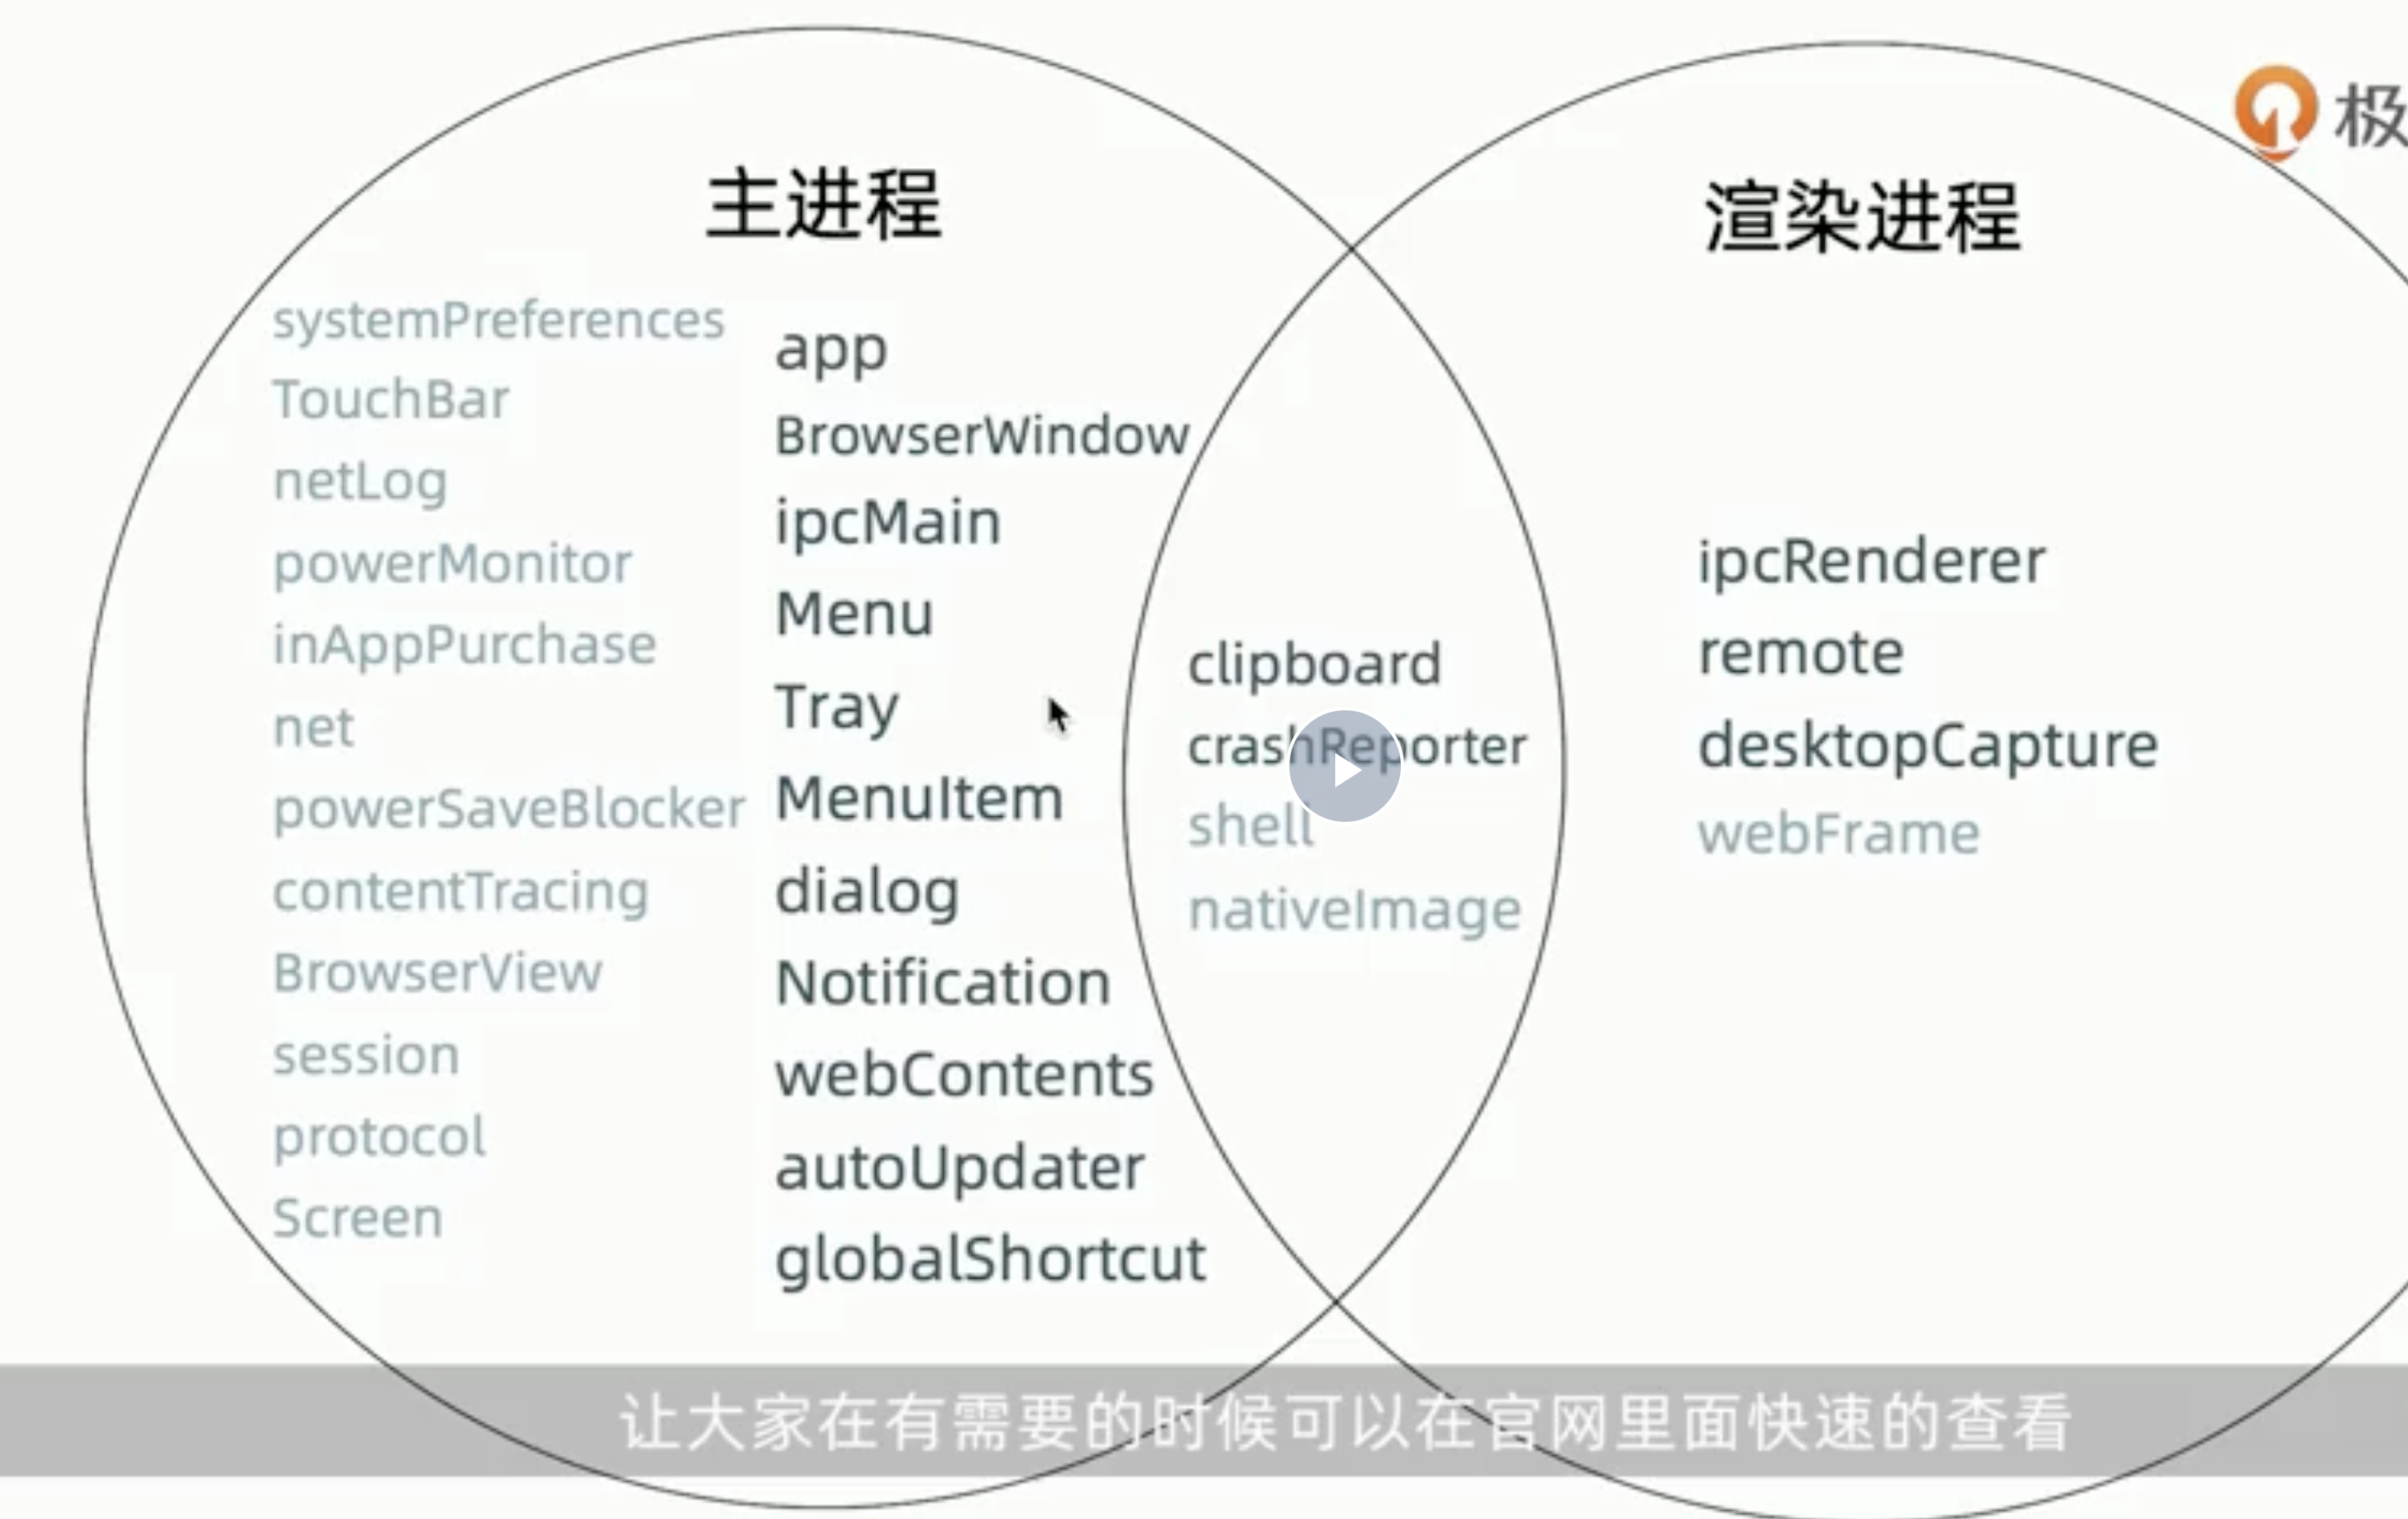 主进程
systemPreferences
TouchBar
netLog
powerMonitor
inAppPurchase
net
powerSaveBlocker
contentTracing
BrowserView
session
protocol
Screen
app
BrowserWindow
ipcMain
Menu
Tray
MenuItem
dialog
Notification
webContents
autoUpdater
globalShortcut
clipboard
crashReporter
shell
nativeImage
渲染进程
ipcRenderer
remote
desktopCapture
webFrame
极
让大家在有需要的时候可以在官网里面快速的查看